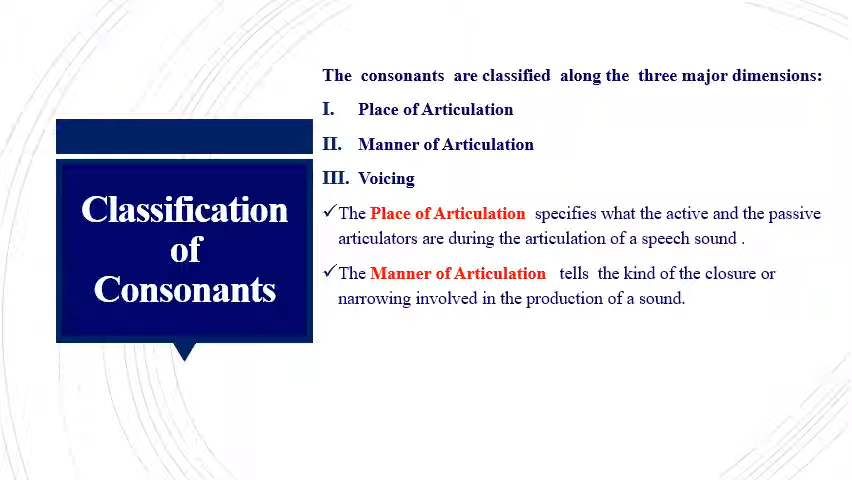 Classification
of
Consonants
The consonants are classified along the three major dimensions:
I. Place of Articulation
II. Manner of Articulation
III. Voicing
✓The Place of Articulation specifies what the active and the passive
articulators are during the articulation of a speech sound .
✓The Manner of Articulation tells the kind of the closure or
narrowing involved in the production of a sound.